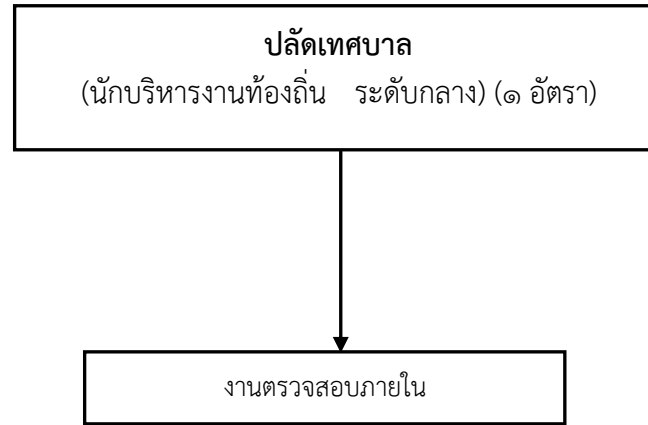 ปลัดเทศบาล
(นักบริหารงานท้องถิ่น ระดับกลาง) (๑ อัตรา)
งานตรวจสอบภายใน